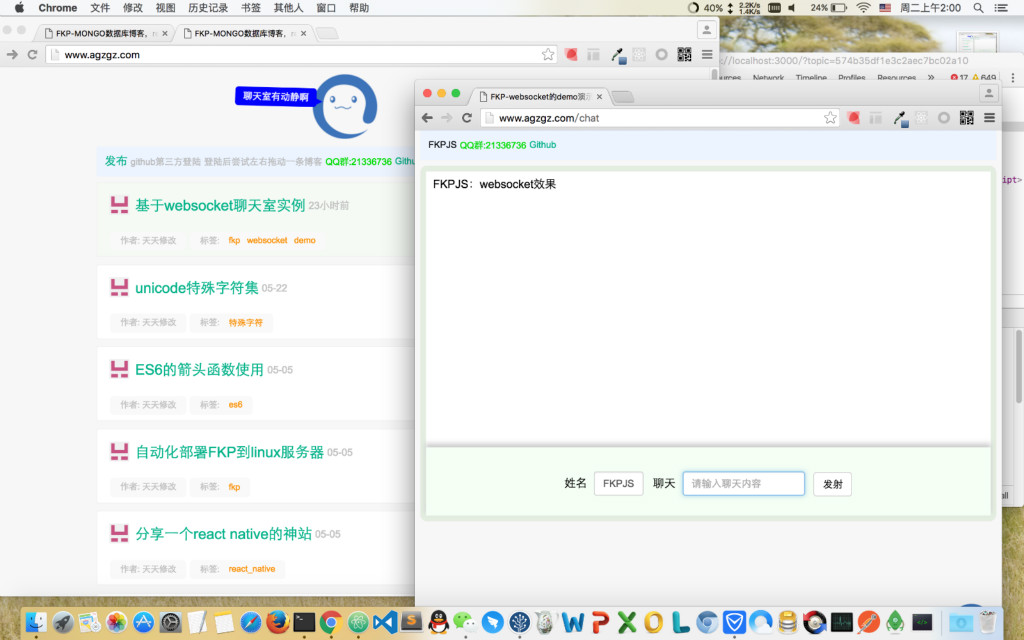 Chrome 文件 修改 视图 历史记录 书签 其他人 窗口 帮助 40% 2.2K/s 1.4K/s 24% 周二上午2:00
FKP-MONGO数据库博客, FKP-MONGO数据库博客,
www.agzgz.com
://localhost:3000/?topic=574b35df1e3c2aec7bc02a10
urces Network Timeline Profiles Resources 17 649
ipt>
all
聊天室有动静啊
发布 github第三方登陆 登陆后尝试左右拖动一条博客 QQ群:21336736 Githu
基于websocket聊天室实例 23小时前
作者: 天天修改 标签: fkp websocket demo
unicode特殊字符集 05-22
作者: 天天修改 标签: 特殊字符
ES6的箭头函数使用 05-05
作者: 天天修改 标签: es6
自动化部署FKP到linux服务器 05-05
作者: 天天修改 标签: fkp
分享一个react native的神站 05-05
作者: 天天修改 标签: react_native
FKP-websocket的demo演示
www.agzgz.com/chat
FKPJS QQ群:21336736 Github
FKPJS: websocket效果
姓名 FKPJS 聊天 请输入聊天内容 发射